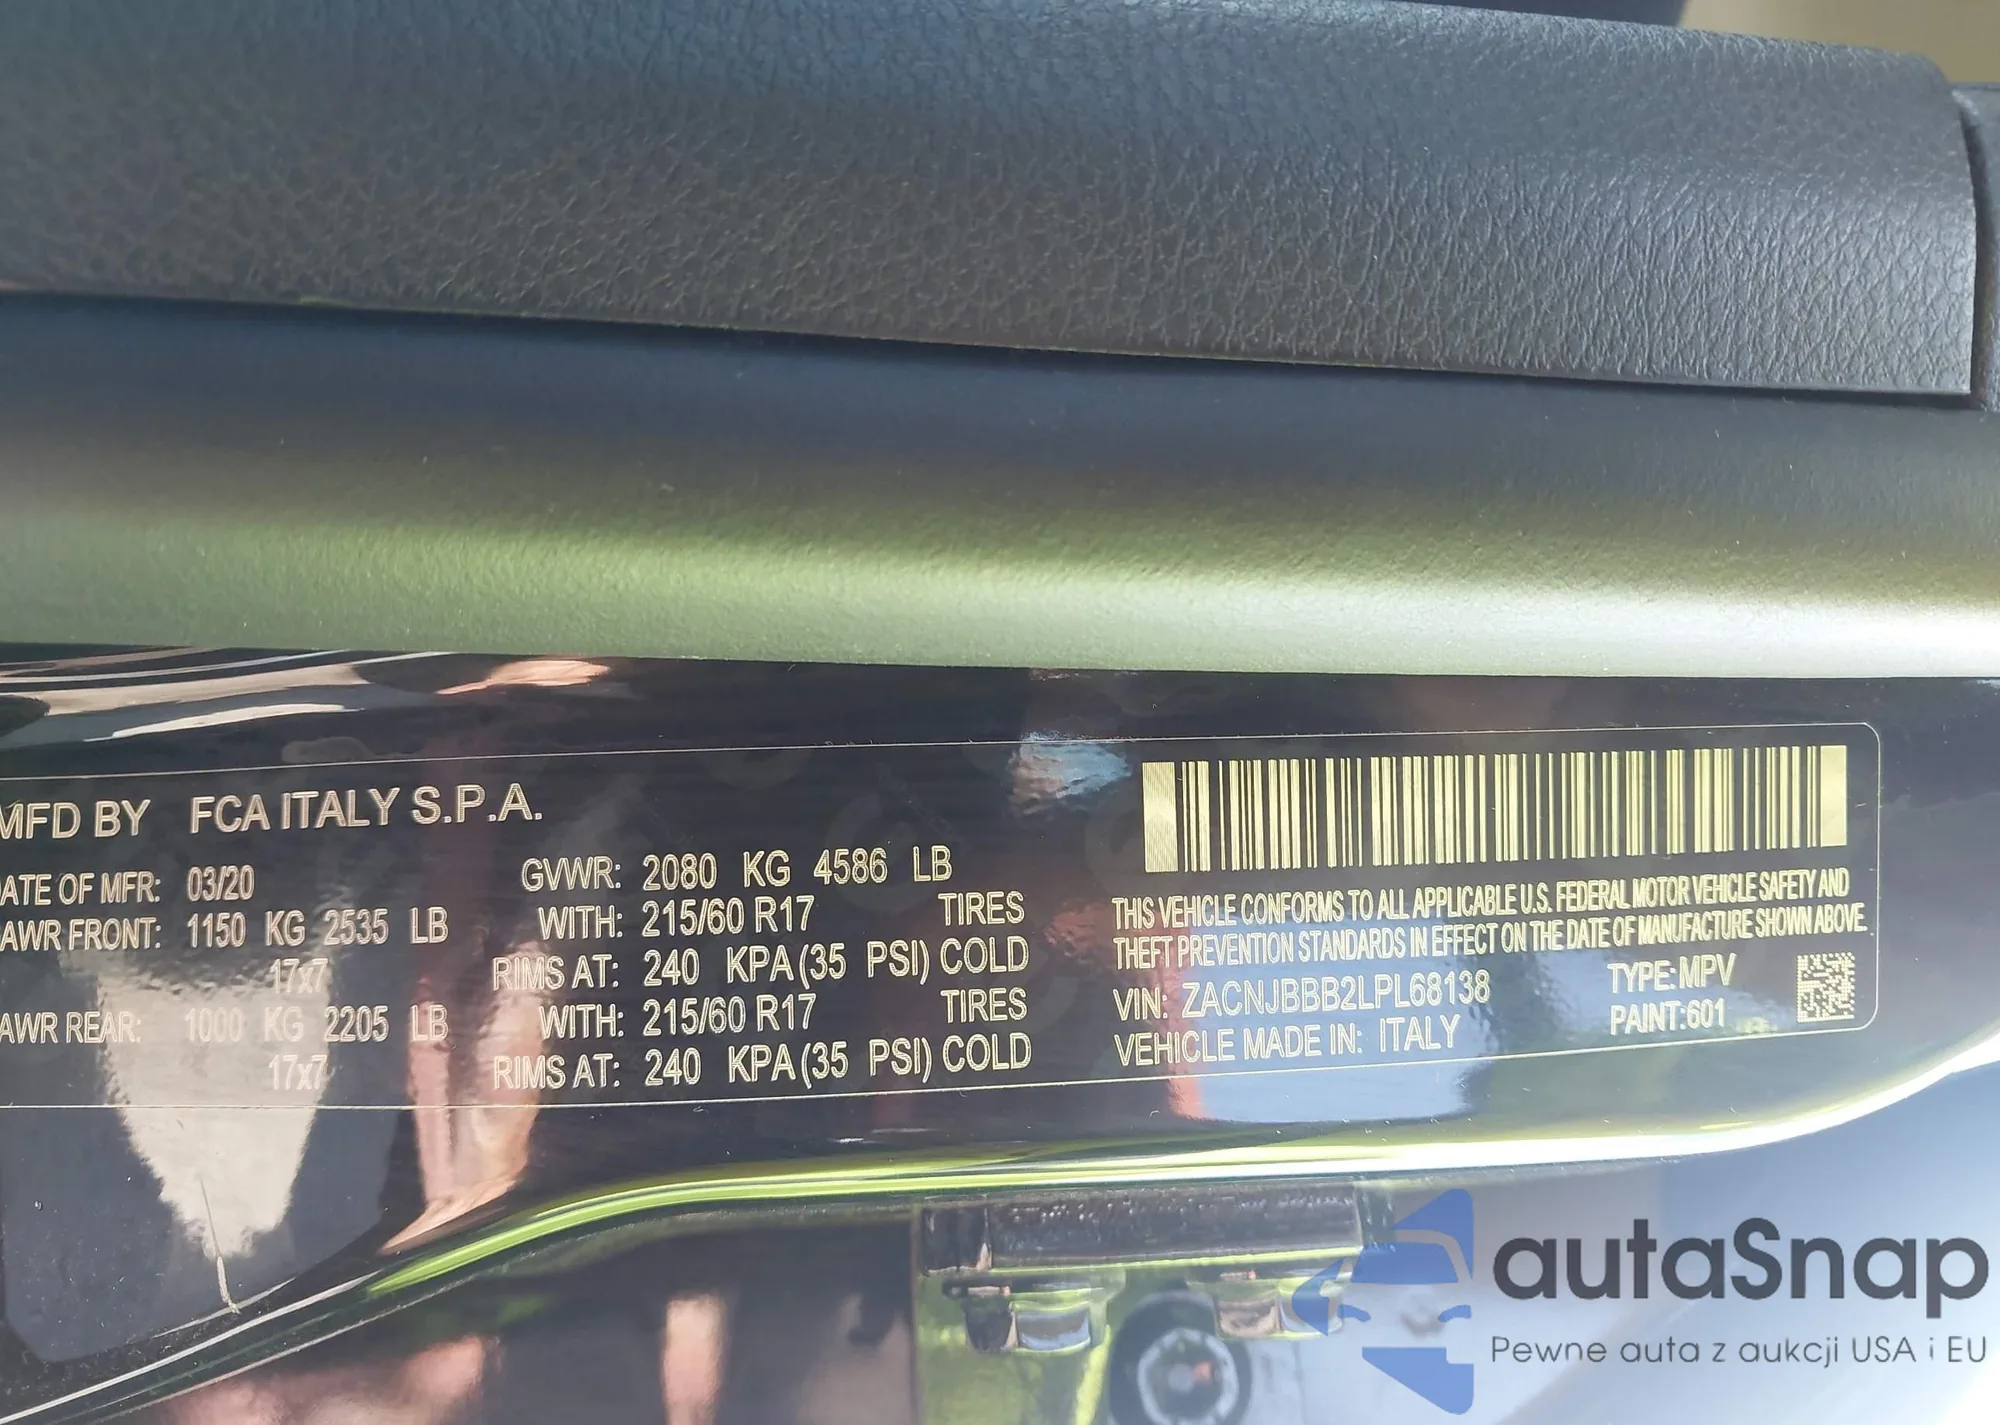 MFD BY FCA ITALY S.P.A.
DATE OF MFR: 03/20 GVWR: 2080 KG 4586 LB
AWR FRONT: 1150 KG 2535 LB WITH: 215/60 R17 TIRES
17x7 RIMS AT: 240 KPA (35 PSI) COLD
AWR REAR: 1000 KG 2205 LB WITH: 215/60 R17 TIRES
17x7 RIMS AT: 240 KPA (35 PSI) COLD
THIS VEHICLE CONFORMS TO ALL APPLICABLE U.S. FEDERAL MOTOR VEHICLE SAFETY AND
THEFT PREVENTION STANDARDS IN EFFECT ON THE DATE OF MANUFACTURE SHOWN ABOVE.
VIN: ZACNJBBB2LPL68138 TYPE: MPV
VEHICLE MADE IN: ITALY PAINT: 601
autaSnap
Pewne auta z aukcji USA i EU